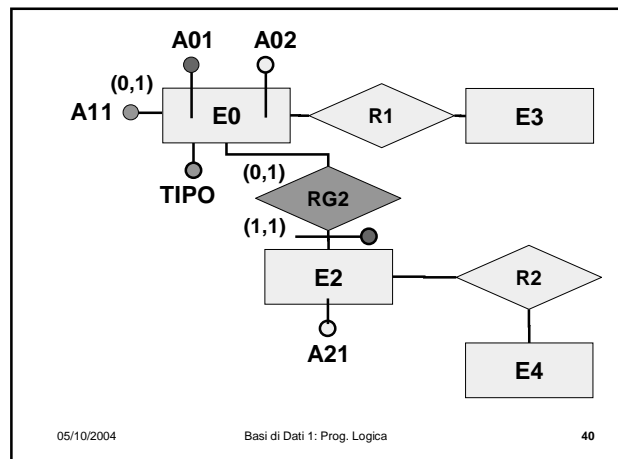 A01 A02
(0,1)
A11
E0
R1
E3
TIPO
(0,1)
RG2
(1,1)
E2
R2
A21
E4
05/10/2004 Basi di Dati 1: Prog. Logica 40